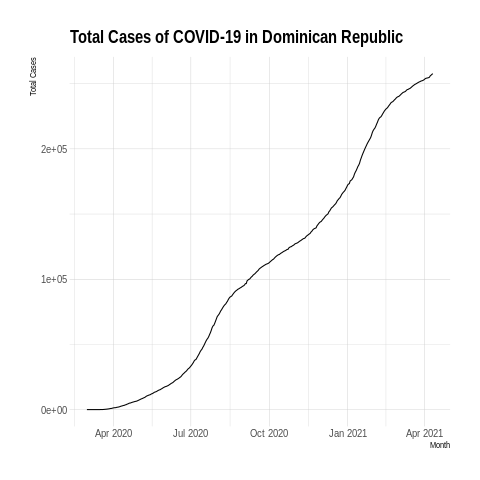 Total Cases of COVID-19 in Dominican Republic
Total Cases
2e+05
1e+05
0e+00
Apr 2020 Jul 2020 Oct 2020 Jan 2021 Apr 2021
Month